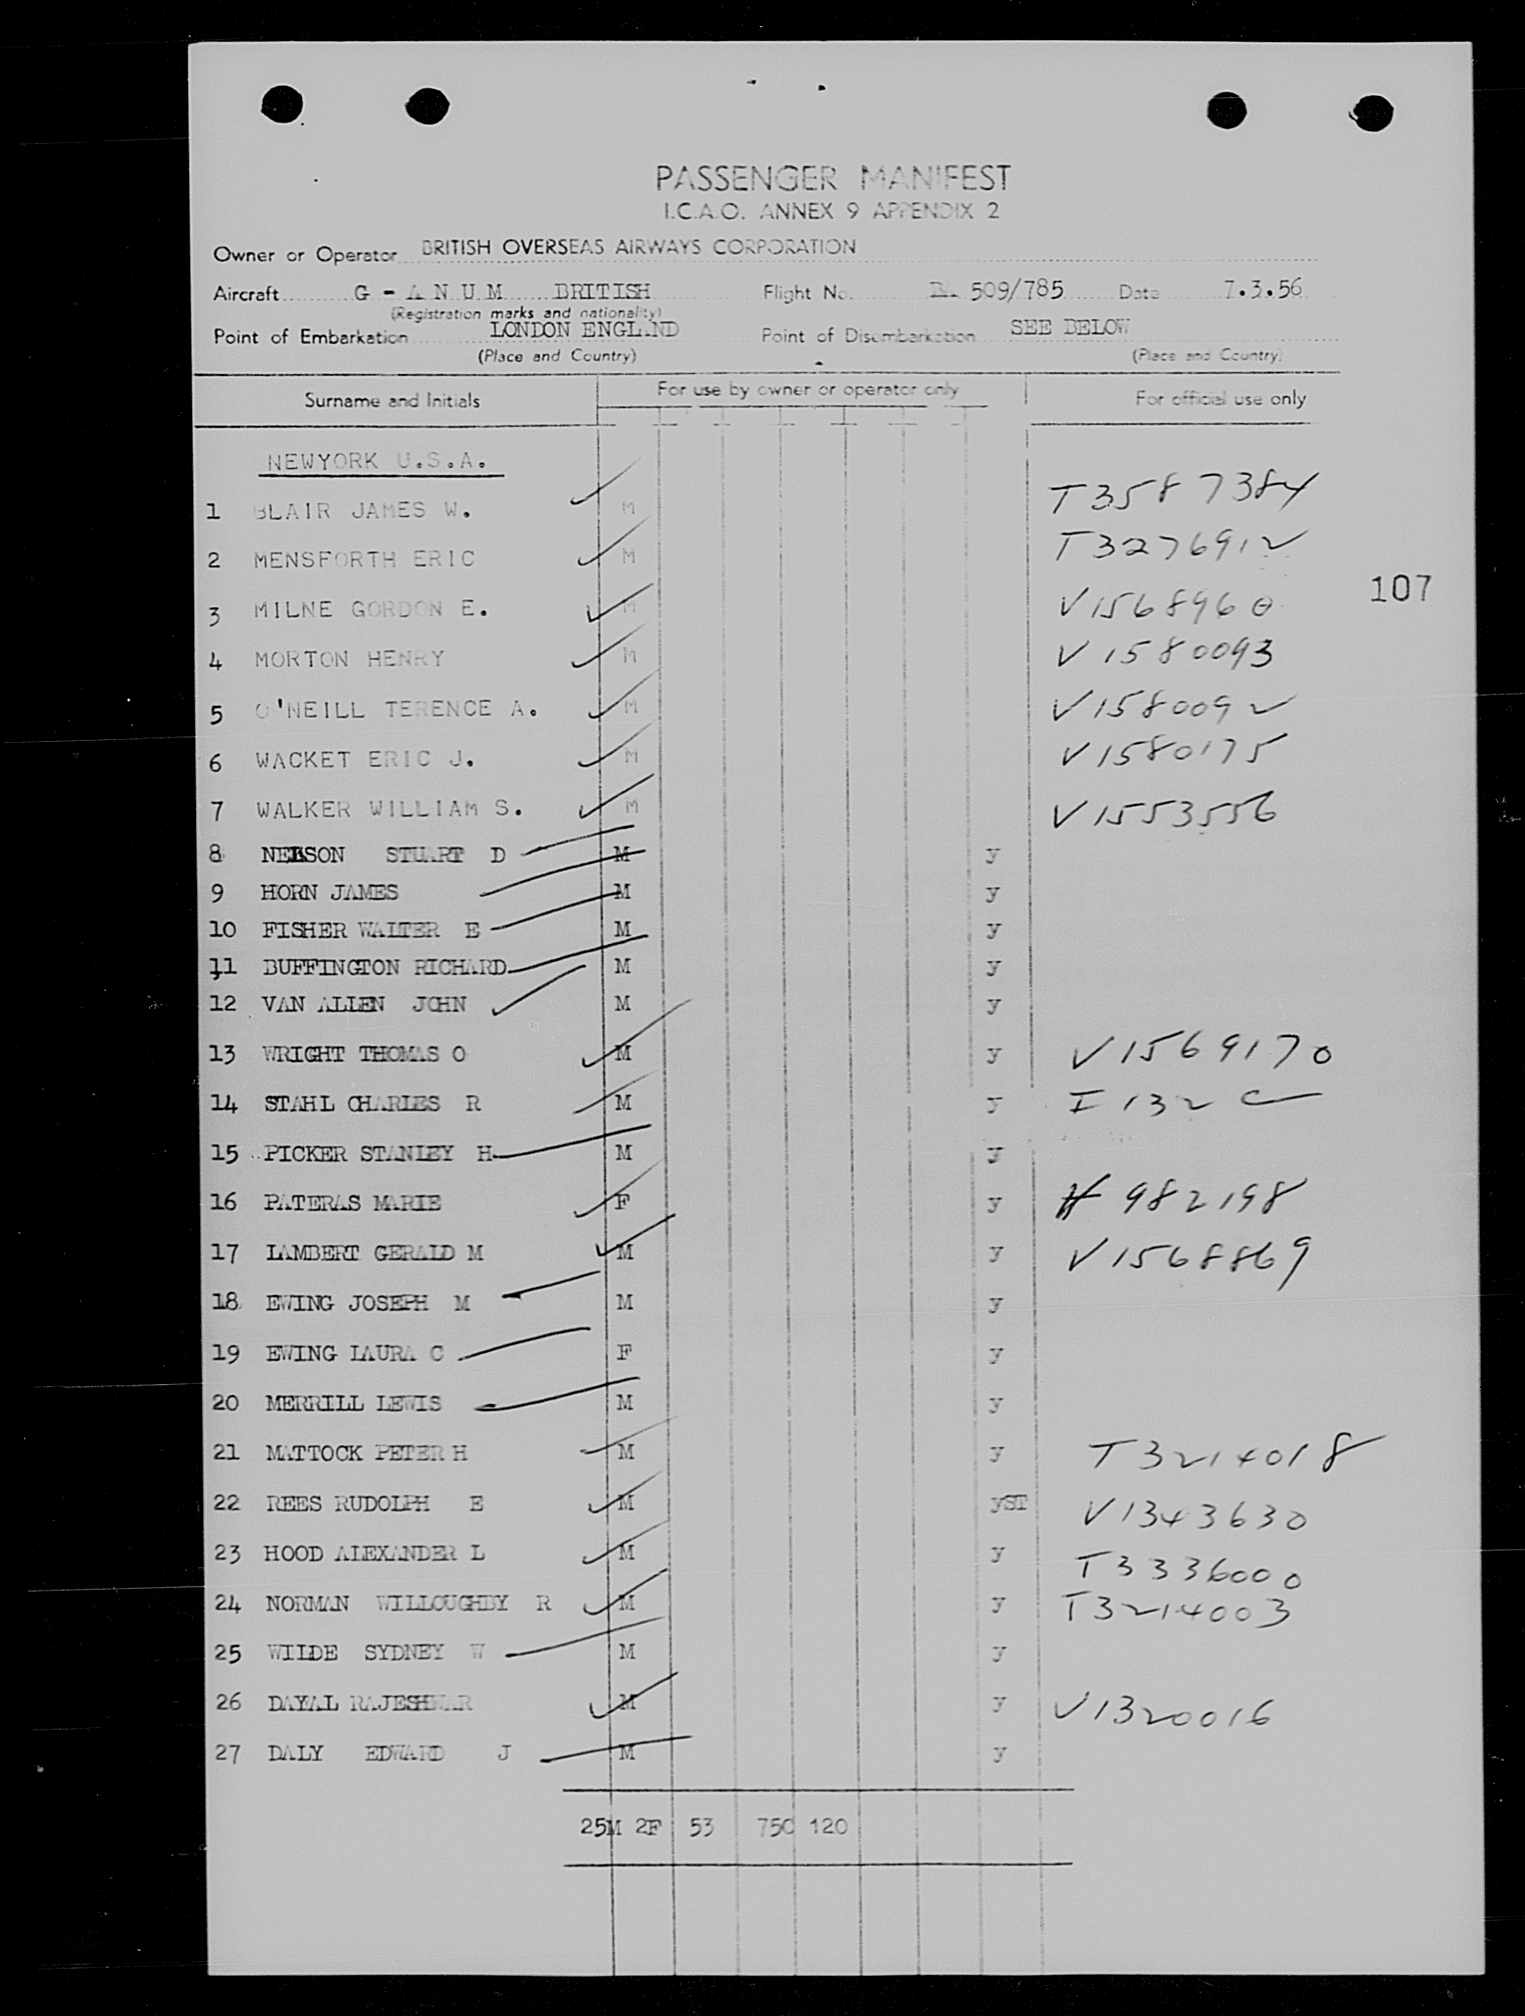 PASSENGER MANIFEST
I.C.A.O. ANNEX 9 APPENDIX 2
Owner or Operator BRITISH OVERSEAS AIRWAYS CORPORATION
Aircraft G - A N U M BRITISH Flight No. B. 509/785 Date 7.3.56
(Registration marks and nationality)
Point of Embarkation LONDON ENGLAND Point of Disembarkation SEE BELOW
(Place and Country) (Place and Country)
Surname and Initials For use by owner or operator only For official use only
NEWYORK U.S.A.
1 BLAIR JAMES W. M T3587384
2 MENSFORTH ERIC M T3276912
107
3 MILNE GORDON E. M V1568960
4 MORTON HENRY M V1580093
5 O'NEILL TERENCE A. M V1580092
6 WACKET ERIC J. M V1580175
7 WALKER WILLIAM S. M V1553556
8 STUART D M y
9 HORN JAMES M y
10 FISHER WALTER E M y
11 BUFFINGTON RICHARD M y
12 VAN ALLEN JOHN M y
13 WRIGHT THOMAS O M y V1569170
14 STAHL CHARLES R M y I 132 C
15 PICKER STANLEY H M y
16 PATERAS MARIE F y 982198
17 LAMBERT GERALD M M y V1568869
18 EWING JOSEPH M M y
19 EWING LAURA C F y
20 MERRILL LEWIS M y
21 MATTOCK PETER H M y T3214018
22 REES RUDOLPH E M yST V1343630
23 HOOD ALEXANDER L M y T3336000
24 NORMAN WILLOUGHBY R M y T3214003
25 WILDE SYDNEY W M y
26 DAYAL RAJESHWAR M y V1320016
27 DALY EDWARD J M y
25M 2F 53 750 120